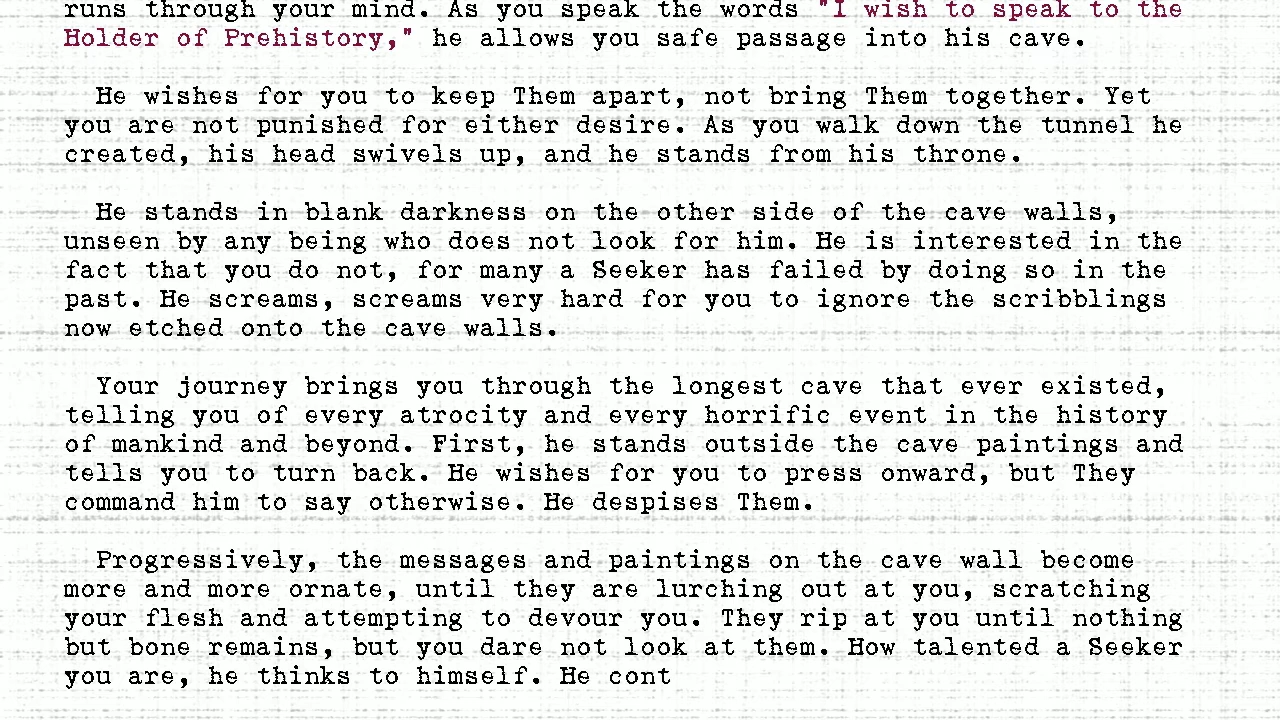 runs through your mind. As you speak the words "I wish to speak to the
Holder of Prehistory," he allows you safe passage into his cave.
He wishes for you to keep Them apart, not bring Them together. Yet
you are not punished for either desire. As you walk down the tunnel he
created, his head swivels up, and he stands from his throne.
He stands in blank darkness on the other side of the cave walls,
unseen by any being who does not look for him. He is interested in the
fact that you do not, for many a Seeker has failed by doing so in the
past. He screams, screams very hard for you to ignore the scribblings
now etched onto the cave walls.
Your journey brings you through the longest cave that ever existed,
telling you of every atrocity and every horrific event in the history
of mankind and beyond. First, he stands outside the cave paintings and
tells you to turn back. He wishes for you to press onward, but They
command him to say otherwise. He despises Them.
Progressively, the messages and paintings on the cave wall become
more and more ornate, until they are lurching out at you, scratching
your flesh and attempting to devour you. They rip at you until nothing
but bone remains, but you dare not look at them. How talented a Seeker
you are, he thinks to himself. He cont